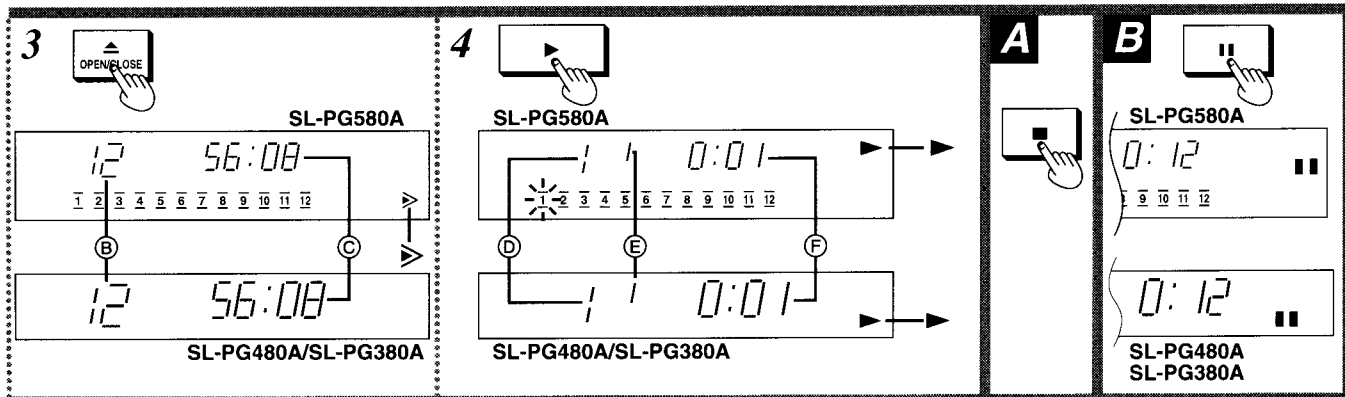 3
OPEN/CLOSE
SL-PG580A
12 56:08
1 2 3 4 5 6 7 8 9 10 11 12
B C
12 56:08
SL-PG480A/SL-PG380A
4
SL-PG580A
1 1 0:01
1 2 3 4 5 6 7 8 9 10 11 12
D E F
1 1 0:01
SL-PG480A/SL-PG380A
A
B
SL-PG580A
0:12
9 10 11 12
0:12
SL-PG480A
SL-PG380A